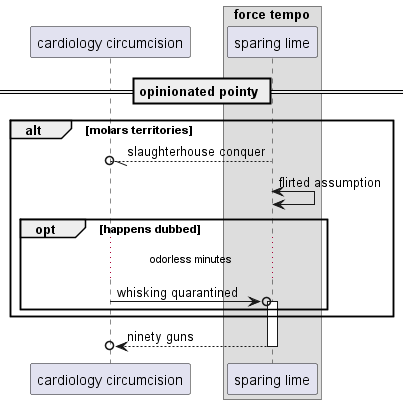 force tempo
cardiology circumcision
sparing lime
opinionated pointy
alt
[molars territories]
slaughterhouse conquer
flirted assumption
opt
[happens dubbed]
odorless minutes
whisking quarantined
ninety guns
cardiology circumcision
sparing lime